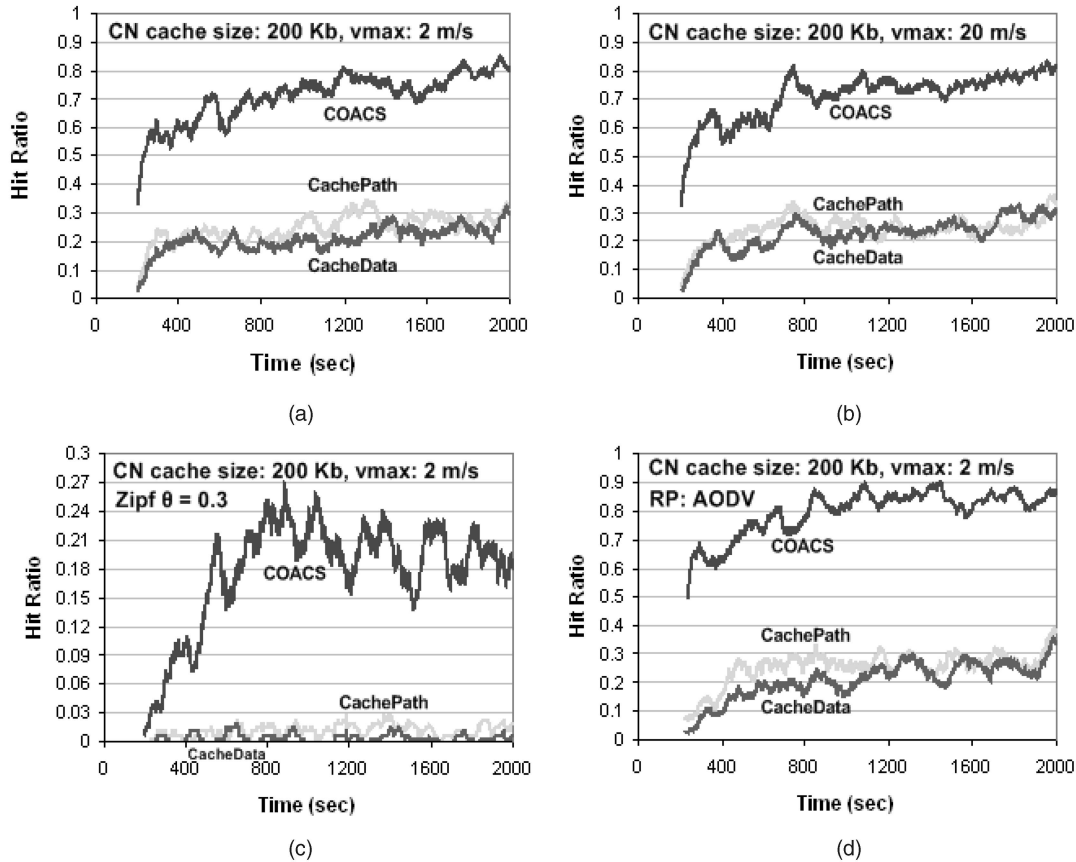 CN cache size: 200 Kb, vmax: 2 m/s
Hit Ratio
1
0.9
0.8
0.7
0.6
0.5
0.4
0.3
0.2
0.1
0
COACS
CachePath
CacheData
0 400 800 1200 1600 2000
Time (sec)
(a)
CN cache size: 200 Kb, vmax: 20 m/s
Hit Ratio
1
0.9
0.8
0.7
0.6
0.5
0.4
0.3
0.2
0.1
0
COACS
CachePath
CacheData
0 400 800 1200 1600 2000
Time (sec)
(b)
CN cache size: 200 Kb, vmax: 2 m/s
Zipf θ = 0.3
Hit Ratio
0.3
0.27
0.24
0.21
0.18
0.15
0.12
0.09
0.06
0.03
0
COACS
CachePath
CacheData
0 400 800 1200 1600 2000
Time (sec)
(c)
CN cache size: 200 Kb, vmax: 2 m/s
RP: AODV
Hit Ratio
1
0.9
0.8
0.7
0.6
0.5
0.4
0.3
0.2
0.1
0
COACS
CachePath
CacheData
0 400 800 1200 1600 2000
Time (sec)
(d)